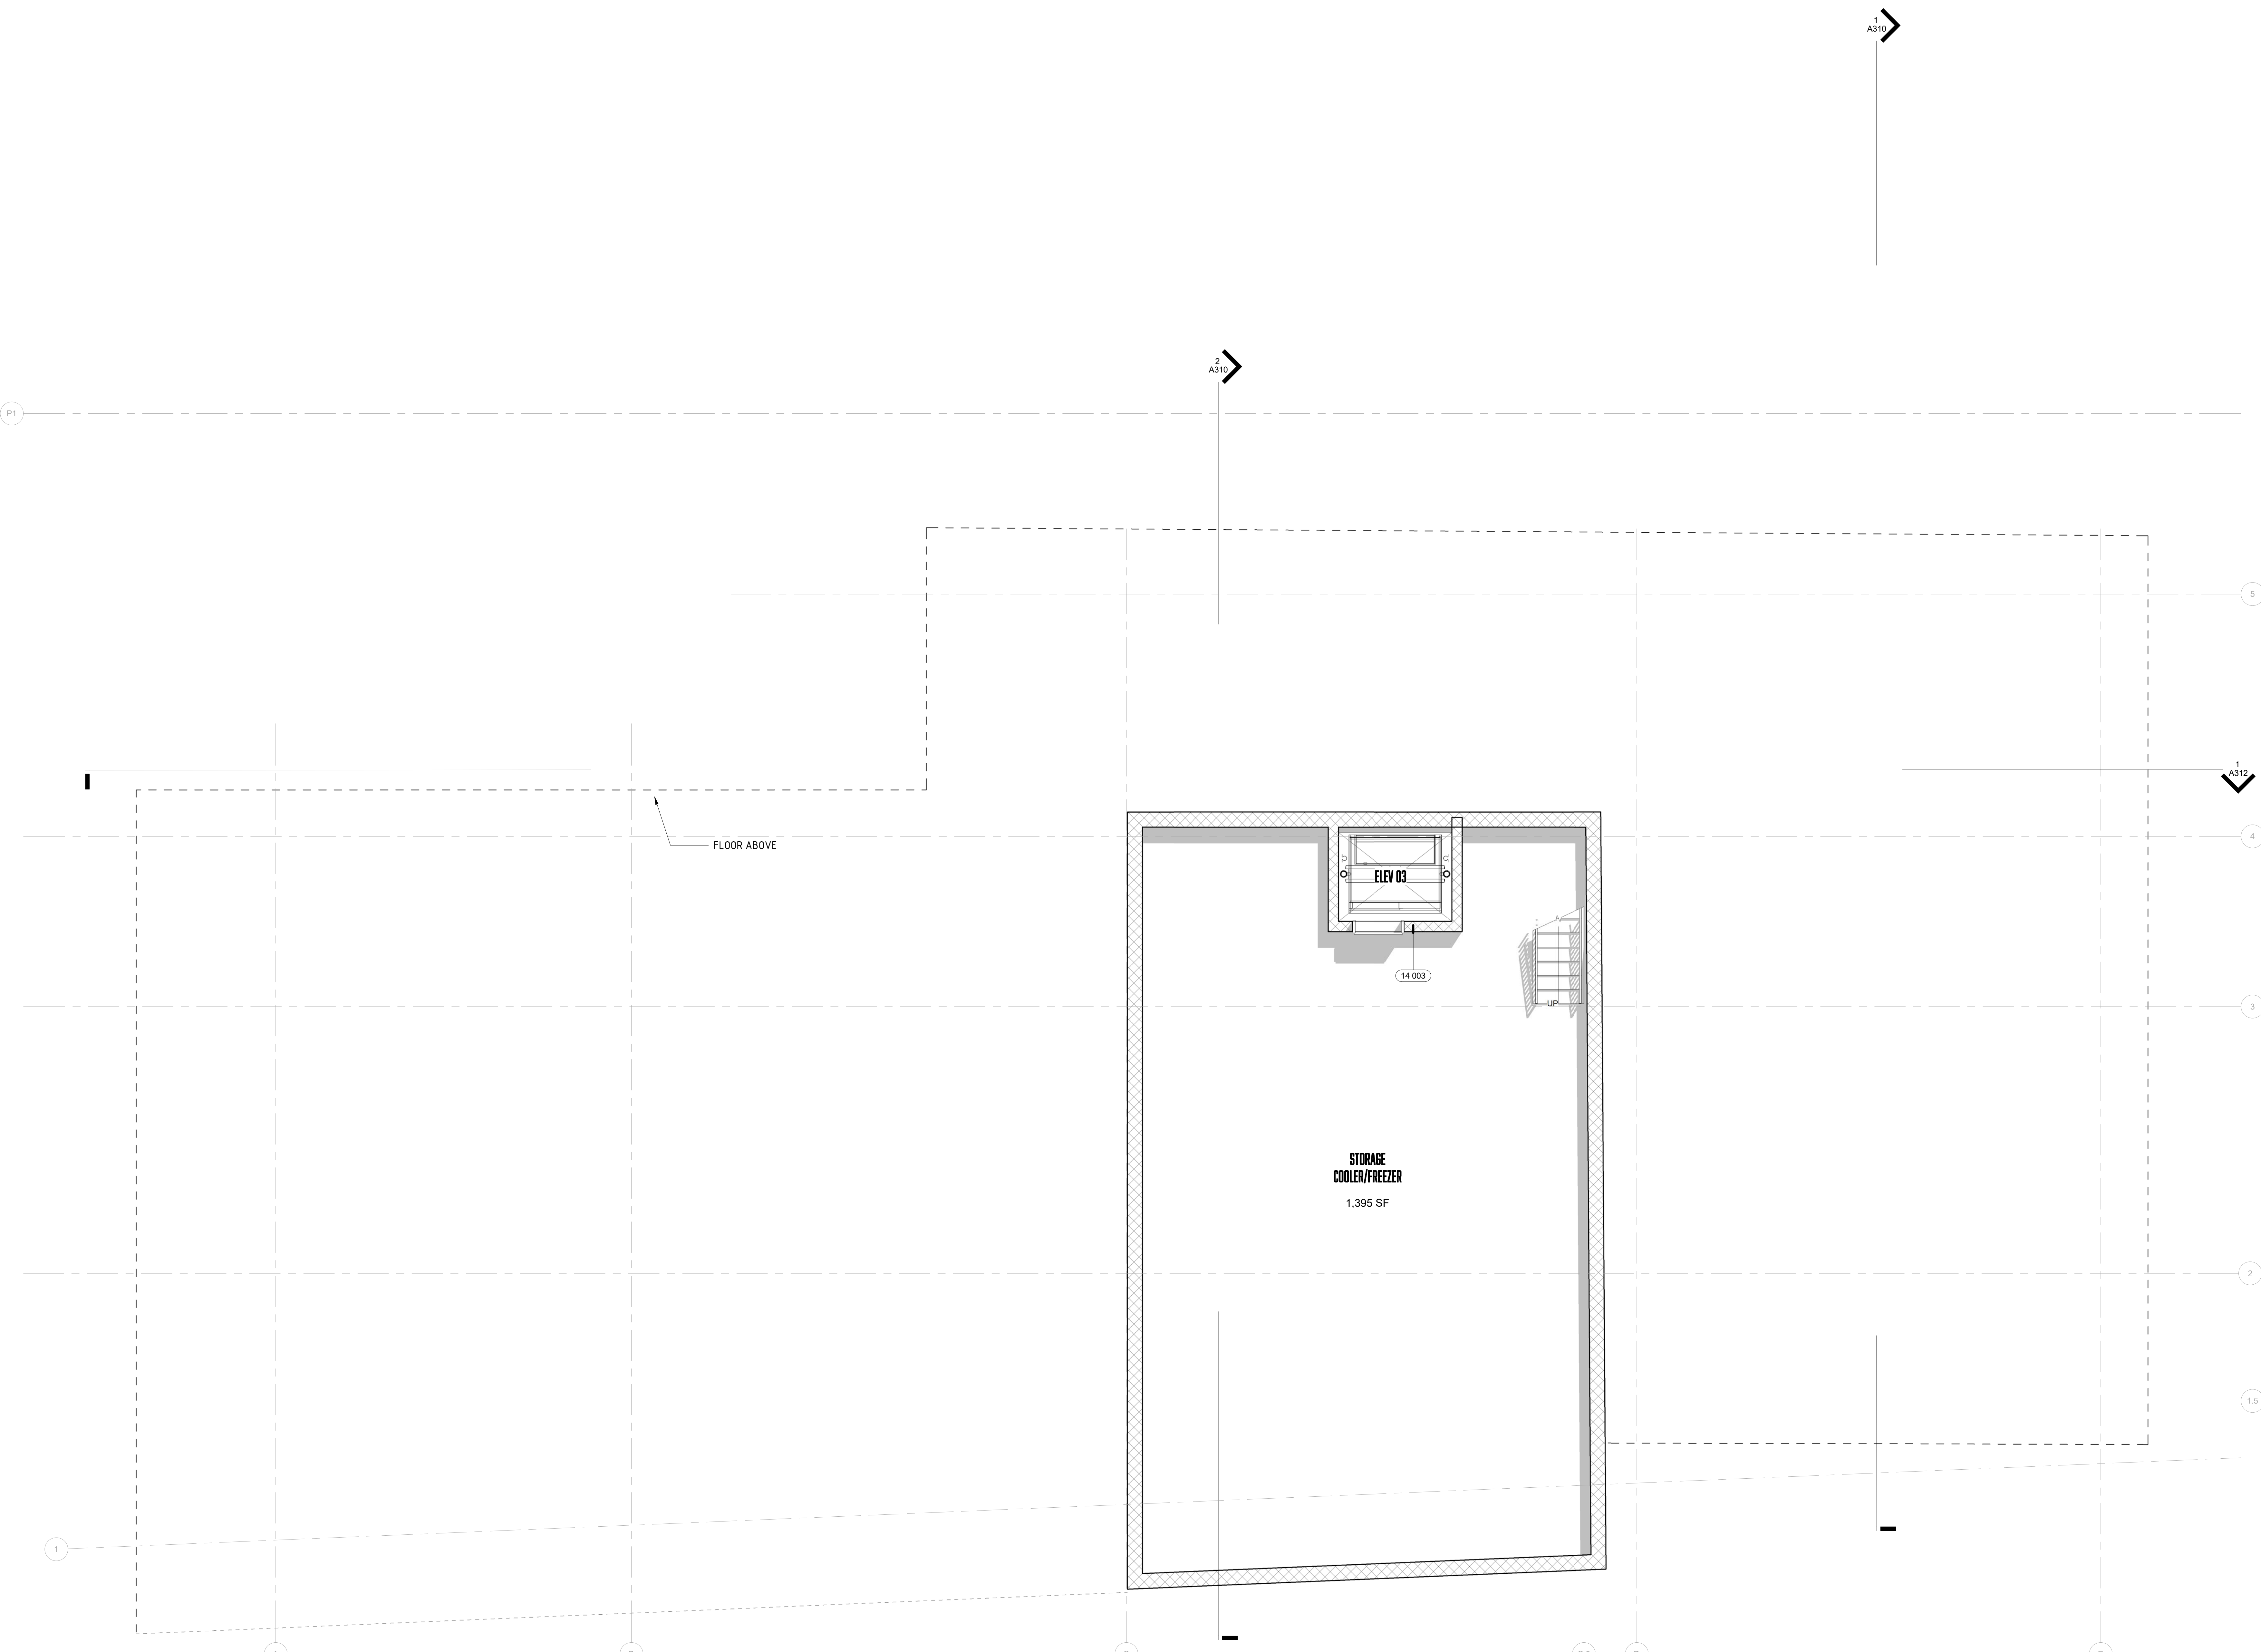 1
A310
2
A310
P1
5
1
A312
FLOOR ABOVE
4
ELEV 03
14 003
UP
3
STORAGE
COOLER/FREEZER
1,395 SF
2
1.5
1